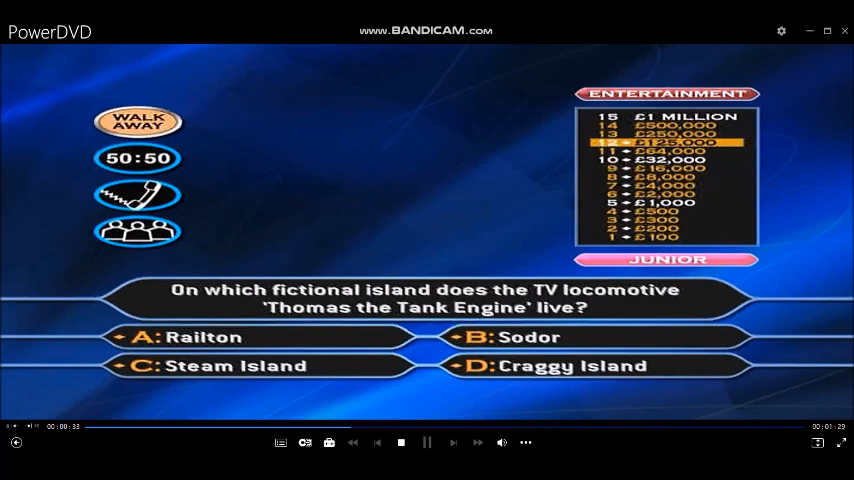 PowerDVD
www.BANDICAM.com
ENTERTAINMENT
WALK
AWAY
50:50
15 £1 MILLION
14 £500,000
13 £250,000
12 £125,000
11 £64,000
10 £32,000
9 £16,000
8 £8,000
7 £4,000
6 £2,000
5 £1,000
4 £500
3 £300
2 £200
1 £100
JUNIOR
On which fictional island does the TV locomotive
'Thomas the Tank Engine' live?
A: Railton
B: Sodor
C: Steam Island
D: Craggy Island
00:00:33
00:01:29